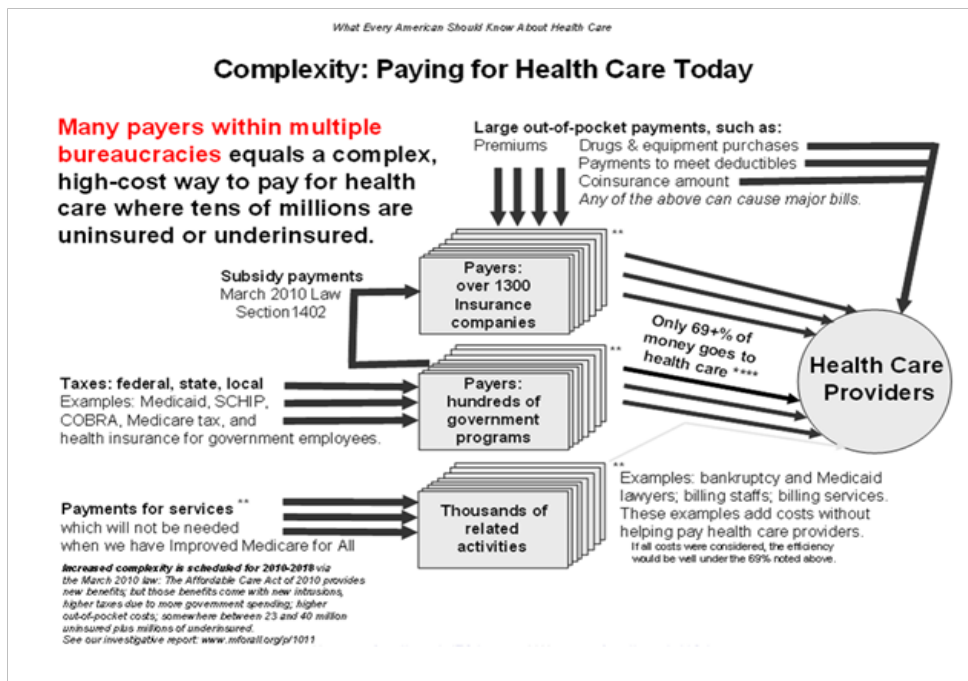 What Every American Should Know About Health Care
Complexity: Paying for Health Care Today
Many payers within multiple
bureaucracies equals a complex,
high-cost way to pay for health
care where tens of millions are
uninsured or underinsured.
Large out-of-pocket payments, such as:
Premiums
Drugs & equipment purchases
Payments to meet deductibles
Coinsurance amount
Any of the above can cause major bills.
**
Payers:
over 1300
Insurance
companies
Subsidy payments
March 2010 Law
Section1402
Only 69+% of
money goes to
health care ****
Health Care
Providers
**
Payers:
hundreds of
government
programs
Taxes: federal, state, local
Examples: Medicaid, SCHIP,
COBRA, Medicare tax, and
health insurance for government employees.
**
Thousands of
related
activities
Payments for services **
which will not be needed
when we have Improved Medicare for All
Examples: bankruptcy and Medicaid
lawyers; billing staffs; billing services.
These examples add costs without
helping pay health care providers.
If all costs were considered, the efficiency
would be well under the 69% noted above.
Increased complexity is scheduled for 2010-2018 via
the March 2010 law: The Affordable Care Act of 2010 provides
new benefits; but those benefits come with new intrusions,
higher taxes due to more government spending; higher
out-of-pocket costs; somewhere between 23 and 40 million
uninsured plus millions of underinsured.
See our investigative report: www.mforall.org/p/1011